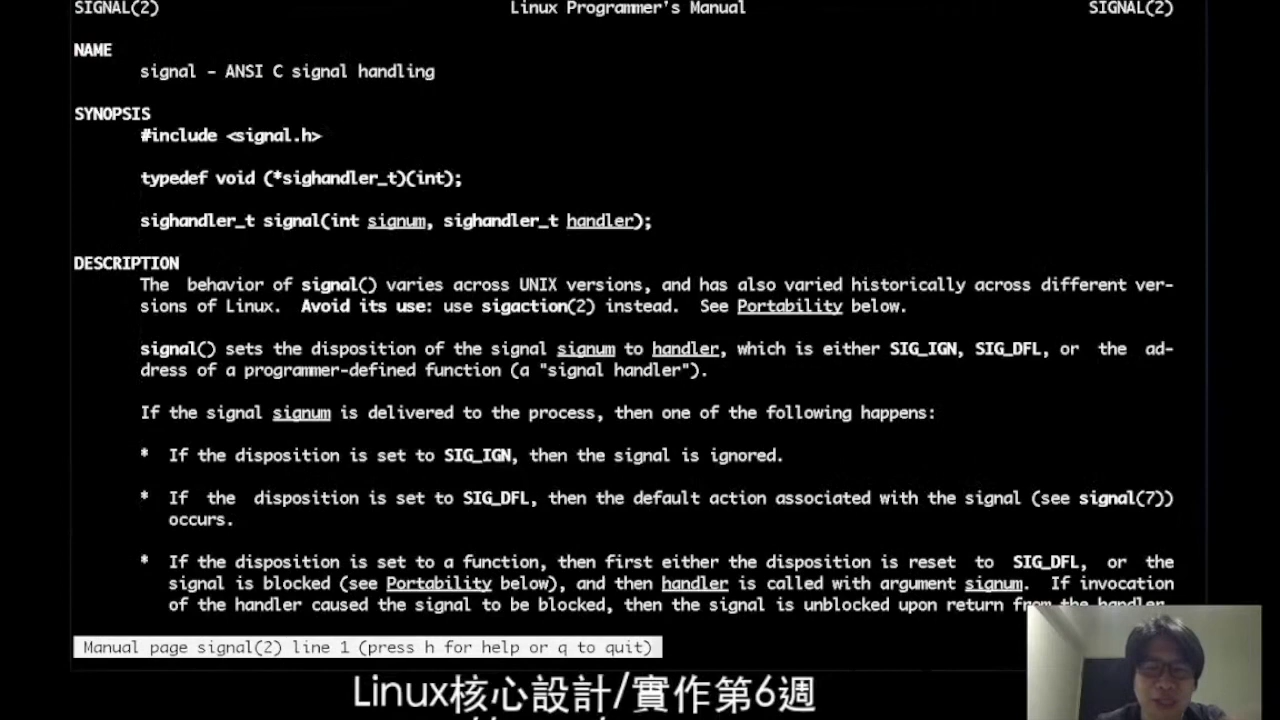 SIGNAL(2) Linux Programmer's Manual SIGNAL(2)
NAME
signal - ANSI C signal handling
SYNOPSIS
#include <signal.h>
typedef void (*sighandler_t)(int);
sighandler_t signal(int signum, sighandler_t handler);
DESCRIPTION
The behavior of signal() varies across UNIX versions, and has also varied historically across different ver-
sions of Linux. Avoid its use: use sigaction(2) instead. See Portability below.
signal() sets the disposition of the signal signum to handler, which is either SIG_IGN, SIG_DFL, or the ad-
dress of a programmer-defined function (a "signal handler").
If the signal signum is delivered to the process, then one of the following happens:
* If the disposition is set to SIG_IGN, then the signal is ignored.
* If the disposition is set to SIG_DFL, then the default action associated with the signal (see signal(7))
occurs.
* If the disposition is set to a function, then first either the disposition is reset to SIG_DFL, or the
signal is blocked (see Portability below), and then handler is called with argument signum. If invocation
of the handler caused the signal to be blocked, then the signal is unblocked upon return from the handler.
Manual page signal(2) line 1 (press h for help or q to quit)
Linux核心設計/實作第6週